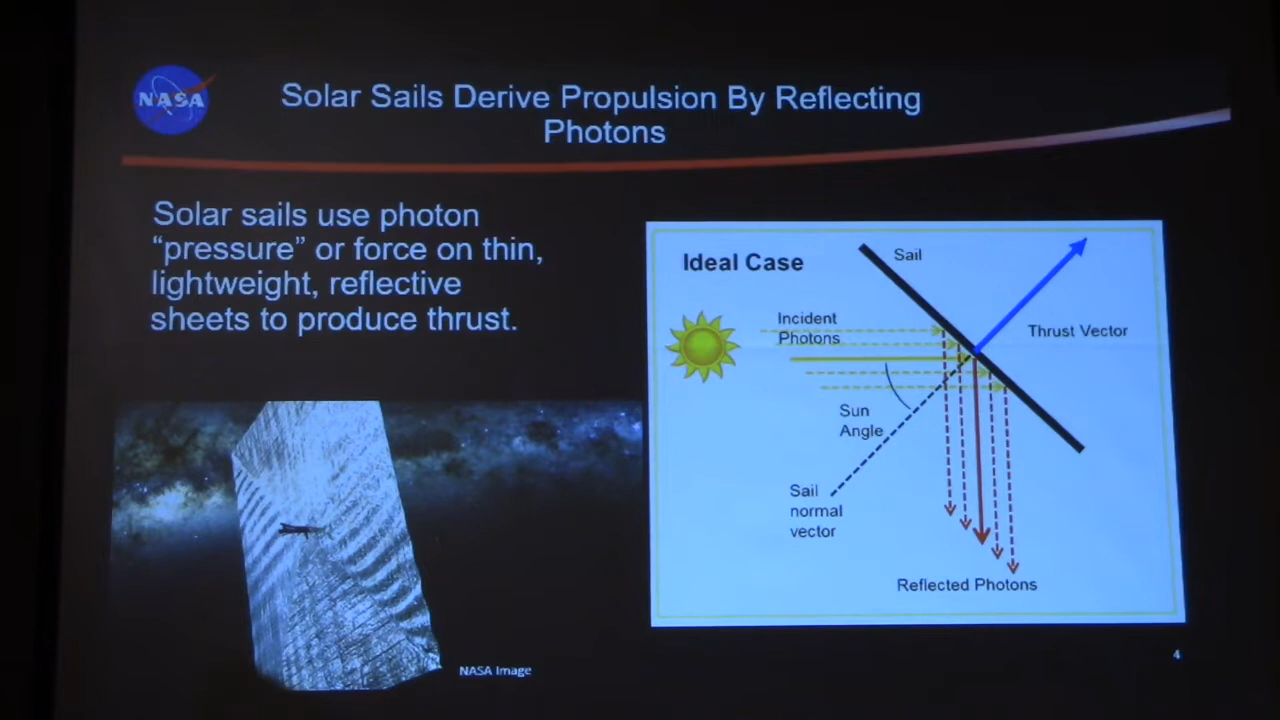 NASA
Solar Sails Derive Propulsion By Reflecting
Photons
Solar sails use photon
“pressure” or force on thin,
lightweight, reflective
sheets to produce thrust.
NASA Image
Ideal Case
Sail
Incident
Photons
Thrust Vector
Sun
Angle
Sail
normal
vector
Reflected Photons
4